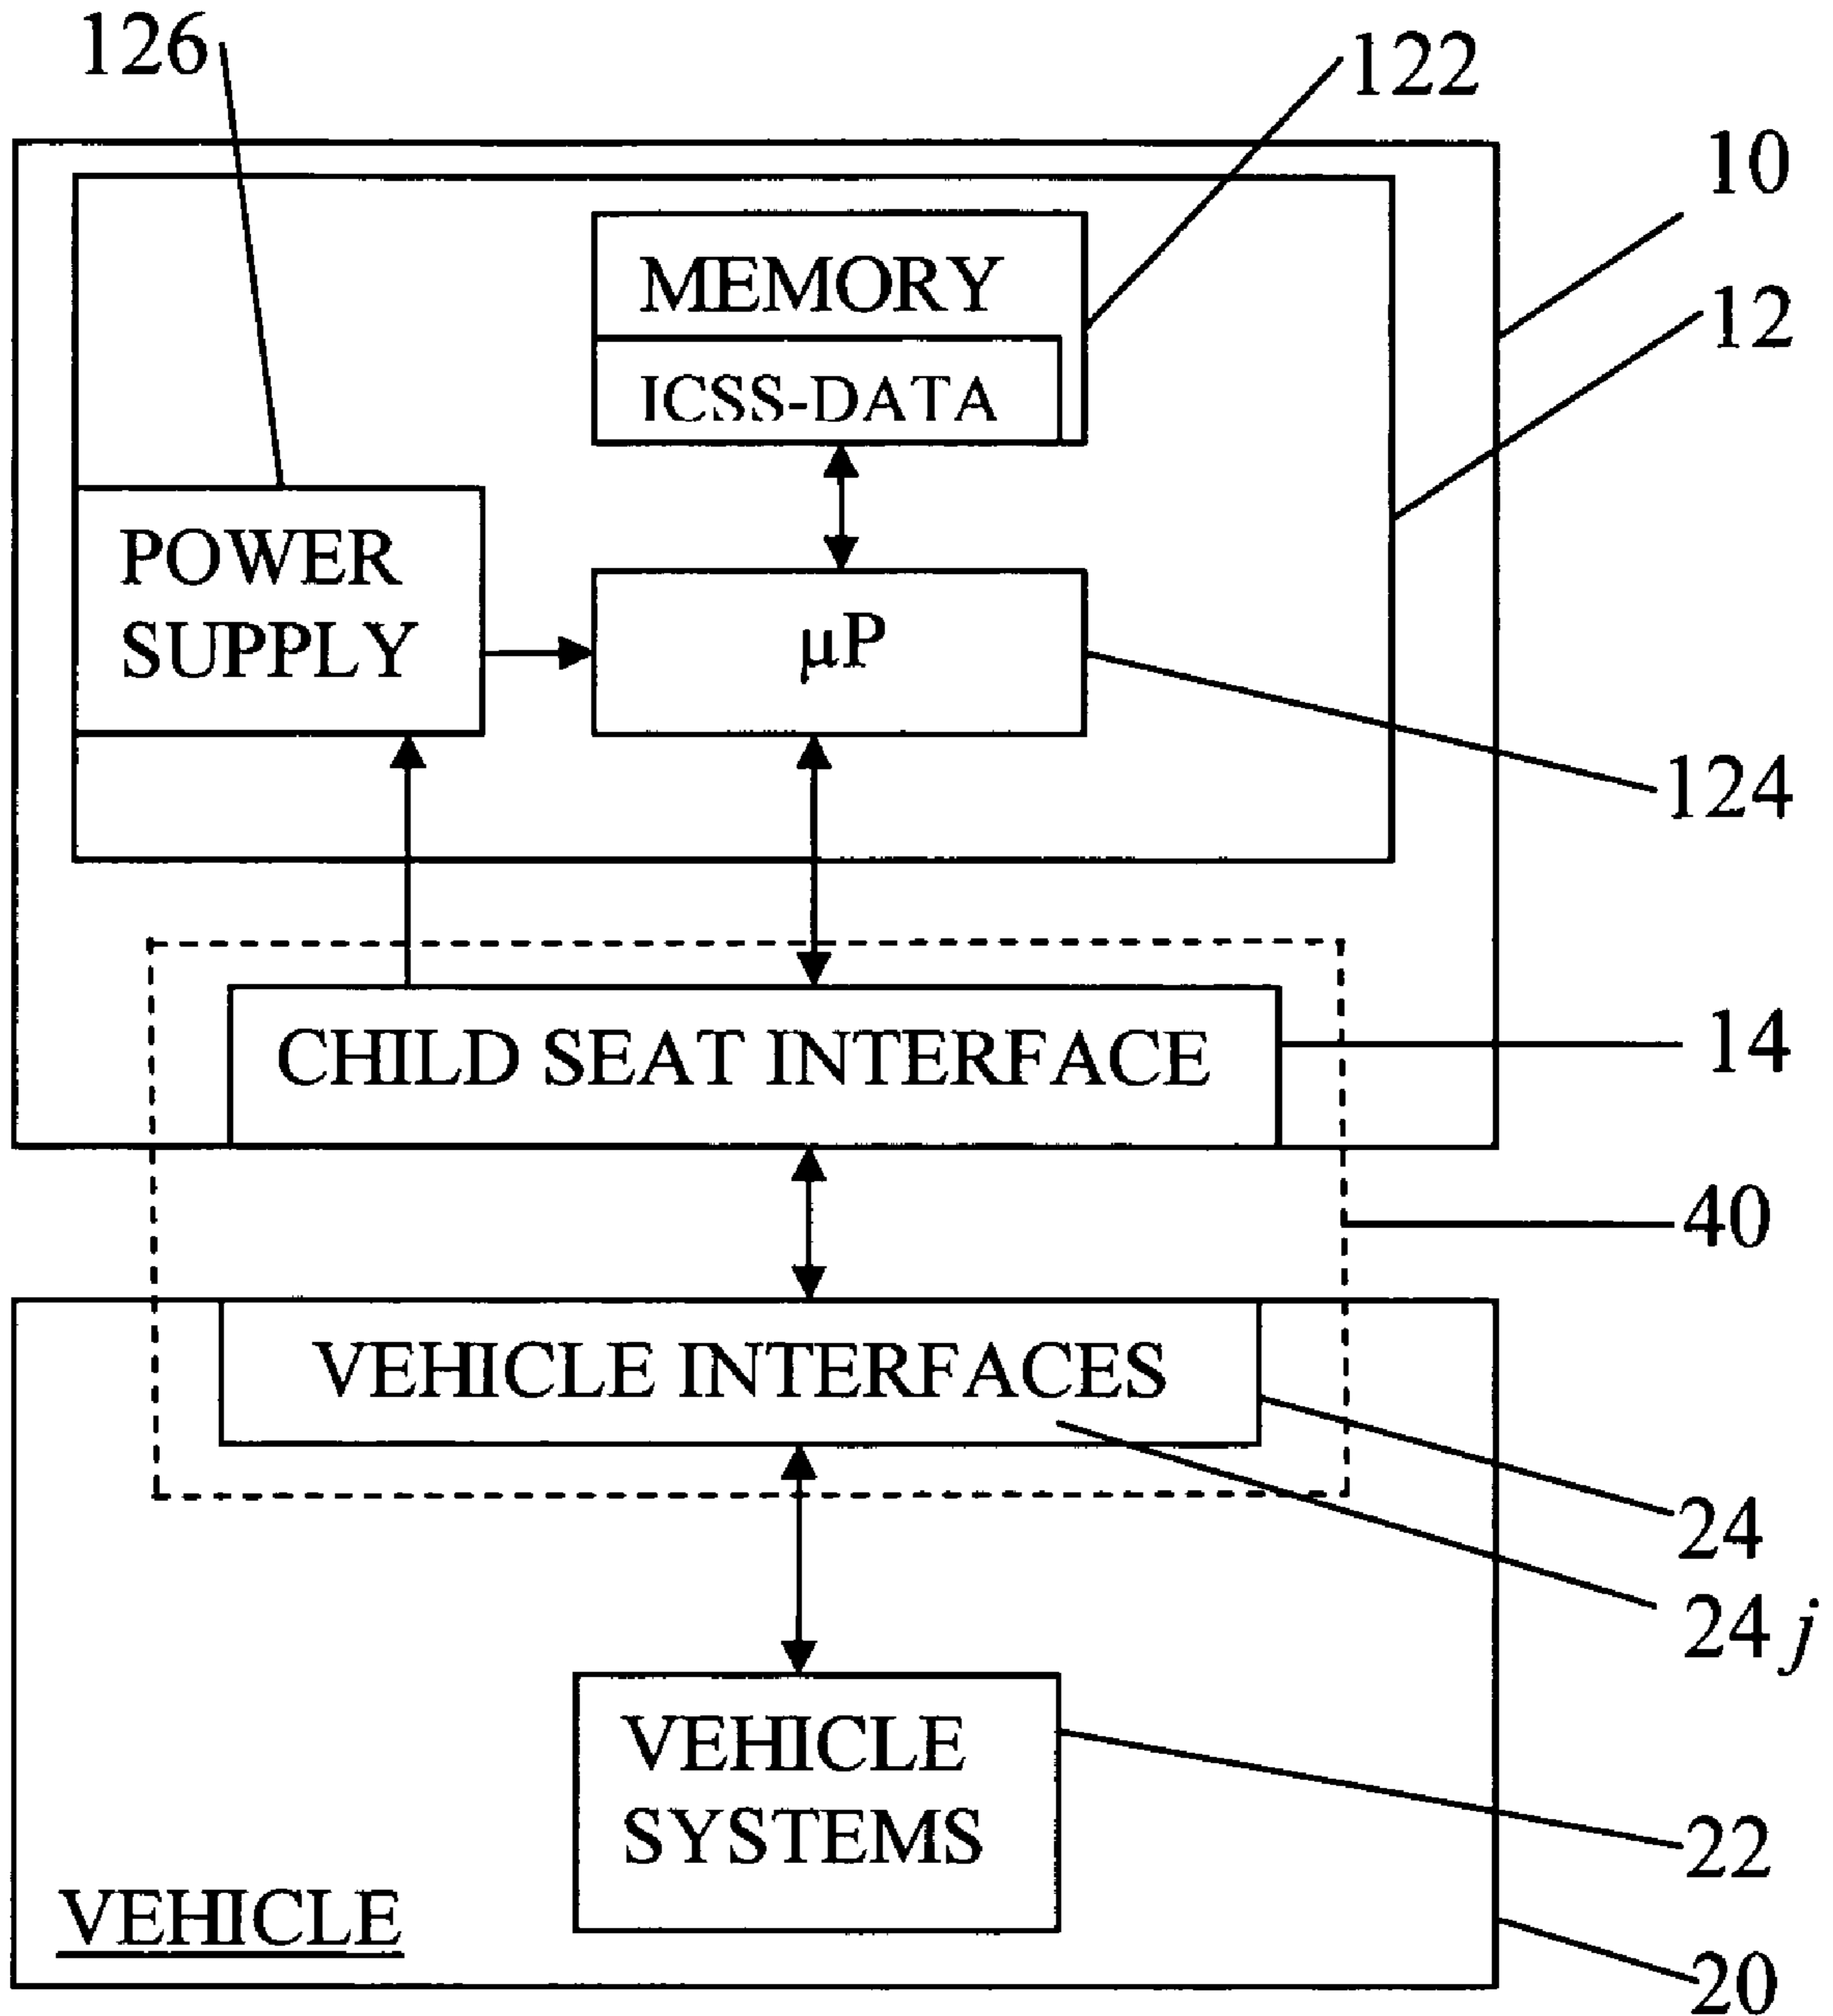 126
122
10
12
MEMORY
ICSS-DATA
POWER
SUPPLY
µP
124
CHILD SEAT INTERFACE
14
40
VEHICLE INTERFACES
24
24 j
VEHICLE
SYSTEMS
22
VEHICLE
20